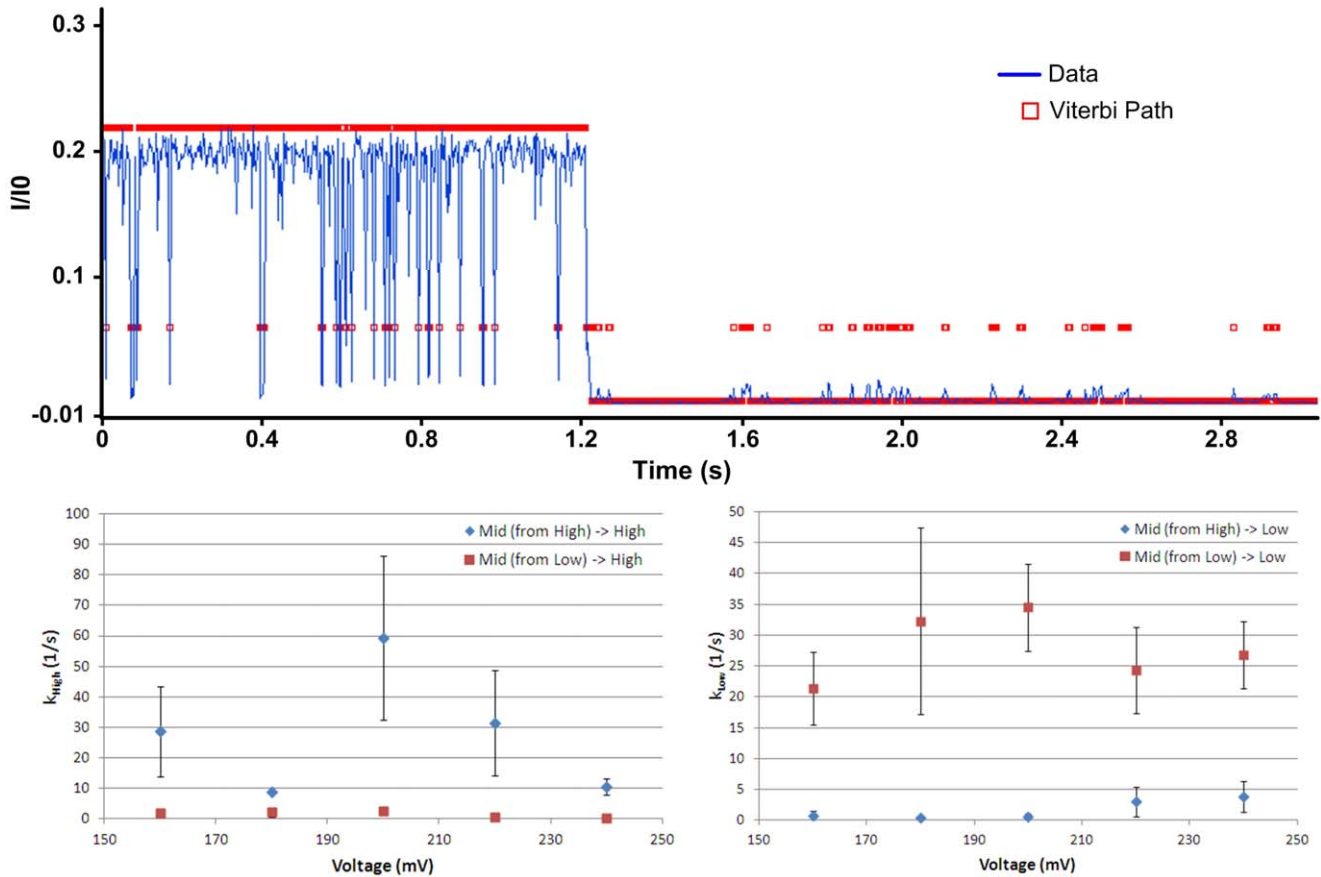 0.3
0.2
0.1
-0.01
I/I0
Data
Viterbi Path
0 0.4 0.8 1.2 1.6 2.0 2.4 2.8
Time (s)
100
90
80
70
60
50
40
30
20
10
0
k_High (1/s)
Mid (from High) -> High
Mid (from Low) -> High
150 170 190 210 230 250
Voltage (mV)
50
45
40
35
30
25
20
15
10
5
0
k_Low (1/s)
Mid (from High) -> Low
Mid (from Low) -> Low
150 170 190 210 230 250
Voltage (mV)